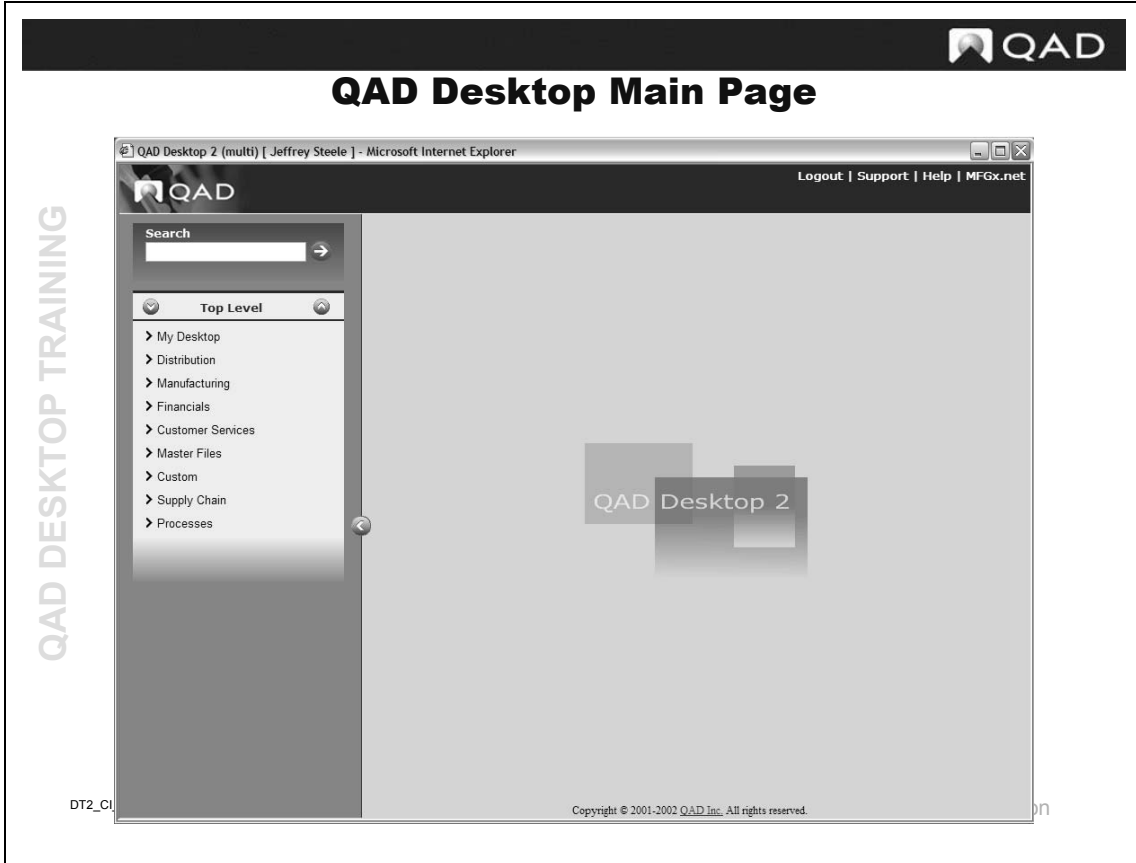 QAD
QAD Desktop Main Page
QAD DESKTOP TRAINING
QAD Desktop 2 (multi) [ Jeffrey Steele ] - Microsoft Internet Explorer
QAD
Logout | Support | Help | MFGx.net
Search
Top Level
My Desktop
Distribution
Manufacturing
Financials
Customer Services
Master Files
Custom
Supply Chain
Processes
QAD Desktop 2
DT2_CI_
Copyright © 2001-2002 QAD Inc. All rights reserved.